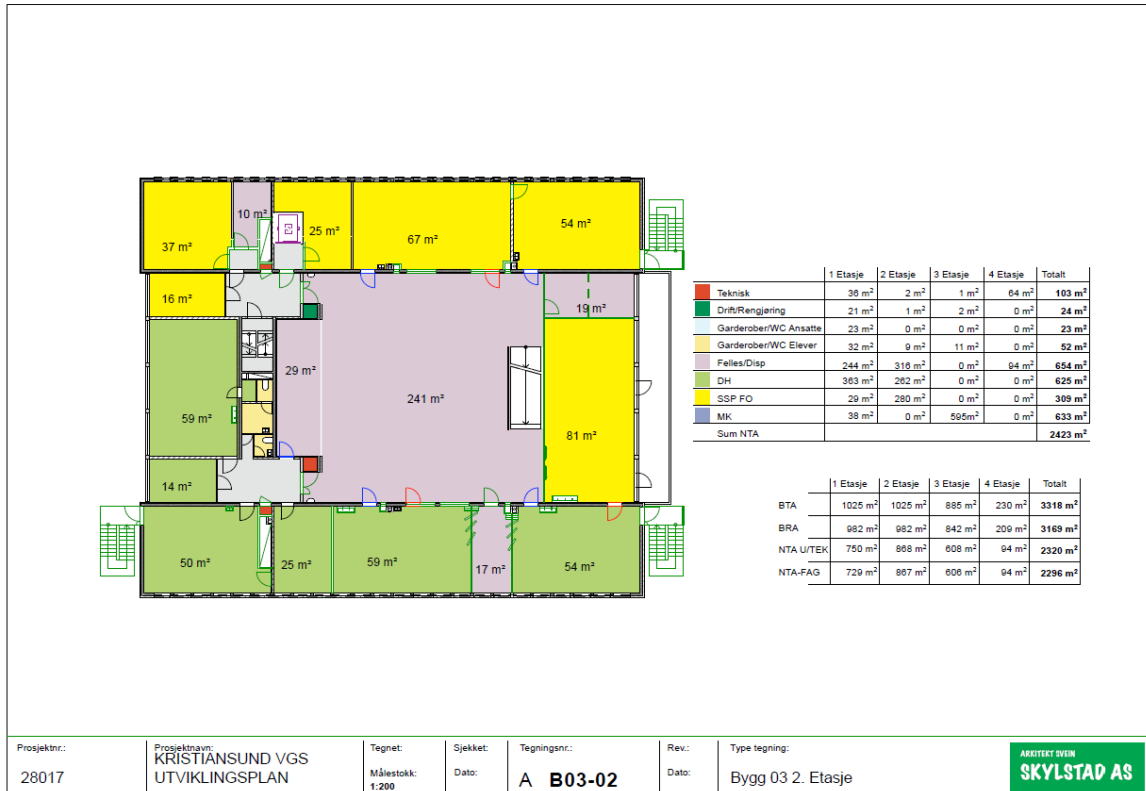 10 m²
37 m²
25 m²
67 m²
54 m²
16 m²
19 m²
29 m²
241 m²
59 m²
81 m²
14 m²
50 m²
25 m²
59 m²
17 m²
54 m²
1 Etasje 2 Etasje 3 Etasje 4 Etasje Totalt
Teknisk 36 m² 2 m² 1 m² 64 m² 103 m²
Drift/Rengjøring 21 m² 1 m² 2 m² 0 m² 24 m²
Garderober/WC Ansatte 23 m² 0 m² 0 m² 0 m² 23 m²
Garderober/WC Elever 32 m² 9 m² 11 m² 0 m² 52 m²
Felles/Disp 244 m² 316 m² 0 m² 94 m² 654 m²
DH 363 m² 262 m² 0 m² 0 m² 625 m²
SSP FO 29 m² 280 m² 0 m² 0 m² 309 m²
MK 38 m² 0 m² 595m² 0 m² 633 m²
Sum NTA 2423 m²
1 Etasje 2 Etasje 3 Etasje 4 Etasje Totalt
BTA 1025 m² 1025 m² 885 m² 230 m² 3318 m²
BRA 982 m² 982 m² 842 m² 209 m² 3169 m²
NTA U/TEK 750 m² 868 m² 608 m² 94 m² 2320 m²
NTA-FAG 729 m² 867 m² 606 m² 94 m² 2296 m²
Prosjektnr.:
28017
Prosjektnavn:
KRISTIANSUND VGS
UTVIKLINGSPLAN
Tegnet:
Målestokk:
1:200
Sjekket:
Dato:
Tegningsnr.:
A B03-02
Rev.:
Dato:
Type tegning:
Bygg 03 2. Etasje
ARKITEKT SVEIN
SKYLSTAD AS